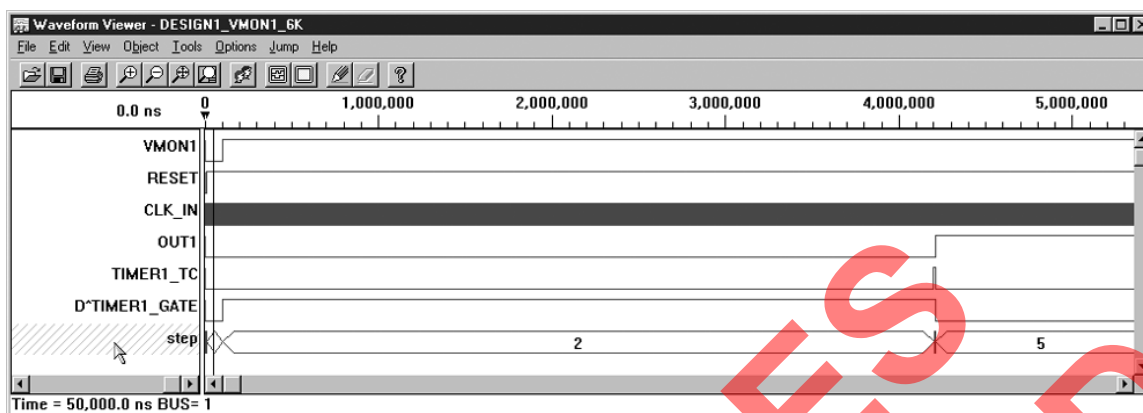 Waveform Viewer - DESIGN1_VMON1_6K
File Edit View Object Tools Options Jump Help
0.0 ns 0 1,000,000 2,000,000 3,000,000 4,000,000 5,000,000
VMON1
RESET
CLK_IN
OUT1
TIMER1_TC
D^TIMER1_GATE
step 2 5
Time = 50,000.0 ns BUS= 1